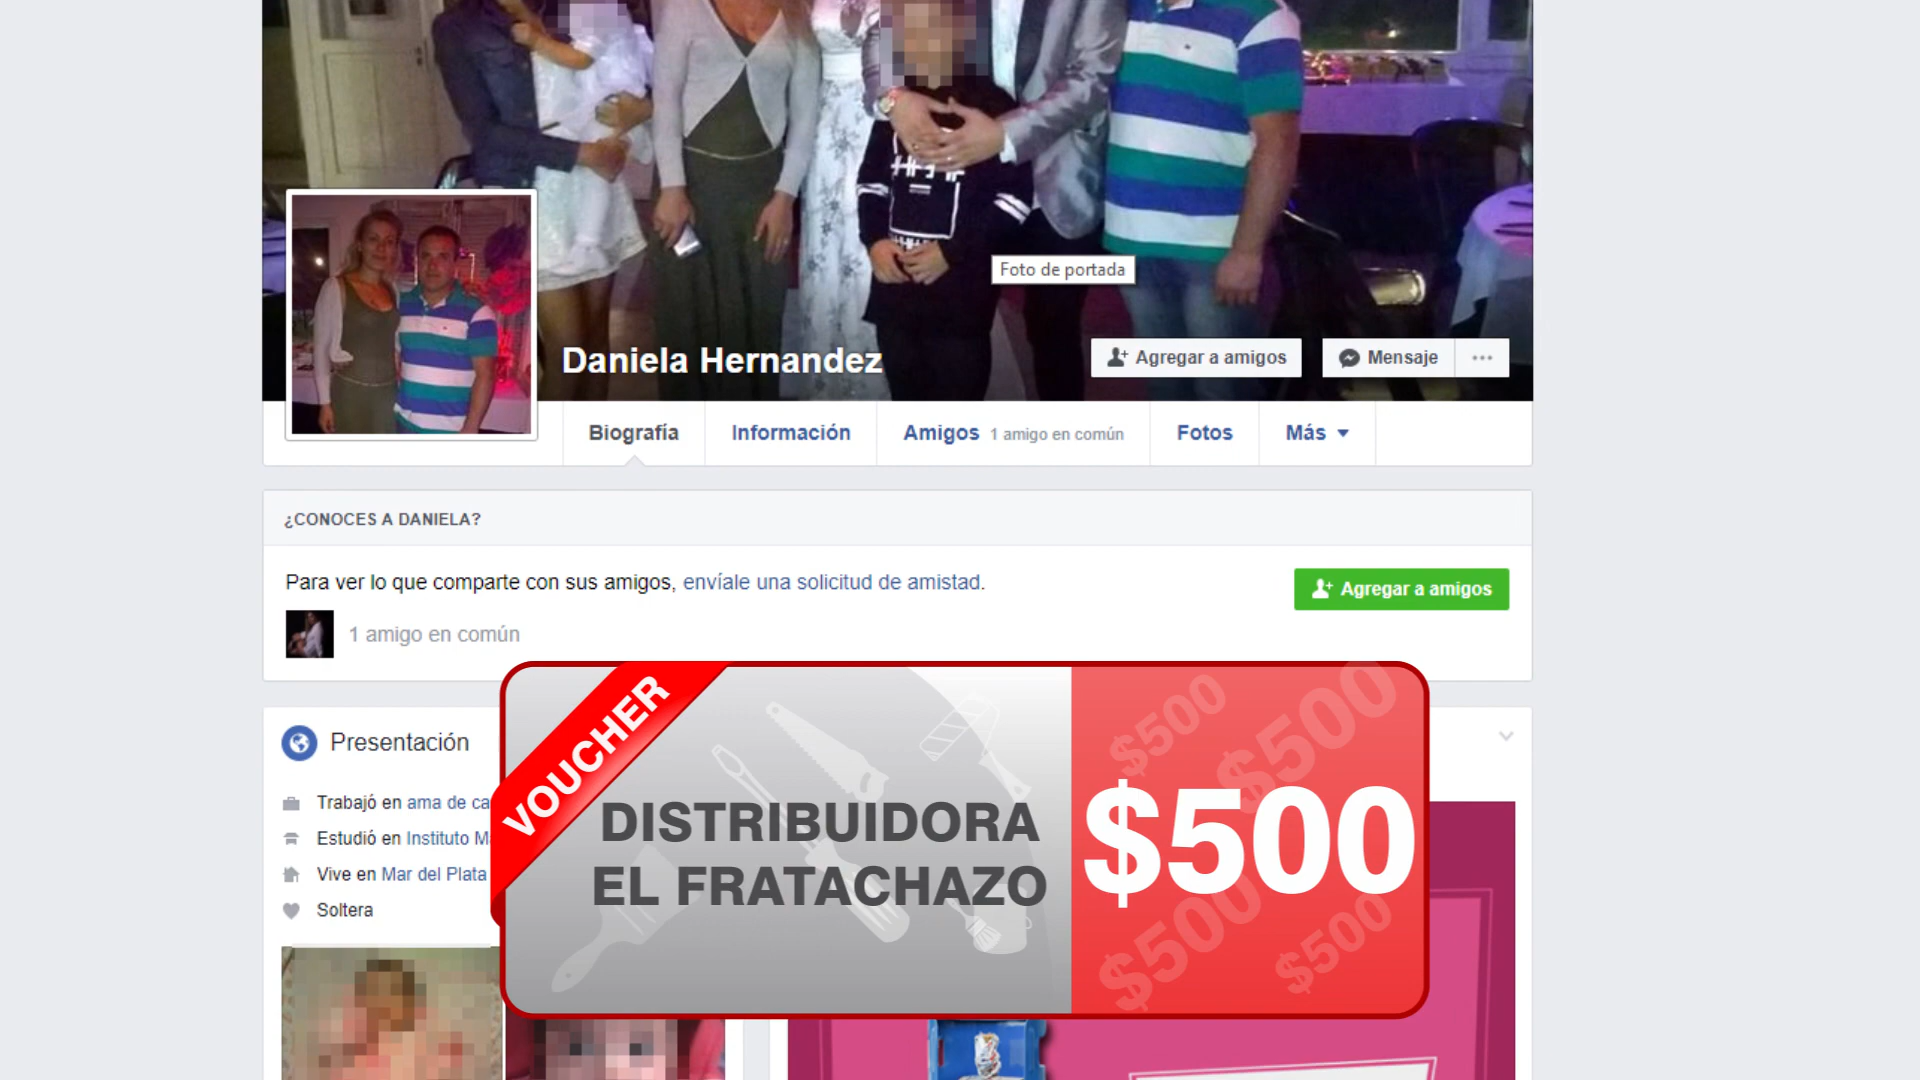 Foto de portada
Daniela Hernandez
Agregar a amigos
Mensaje
Biografía
Información
Amigos 1 amigo en común
Fotos
Más
¿CONOCES A DANIELA?
Para ver lo que comparte con sus amigos, envíale una solicitud de amistad.
Agregar a amigos
1 amigo en común
Presentación
Trabajó en ama de
Estudió en Instituto
Vive en Mar del Plata
Soltera
VOUCHER
DISTRIBUIDORA
EL FRATACHAZO
$500
$500
$500
$500
$500